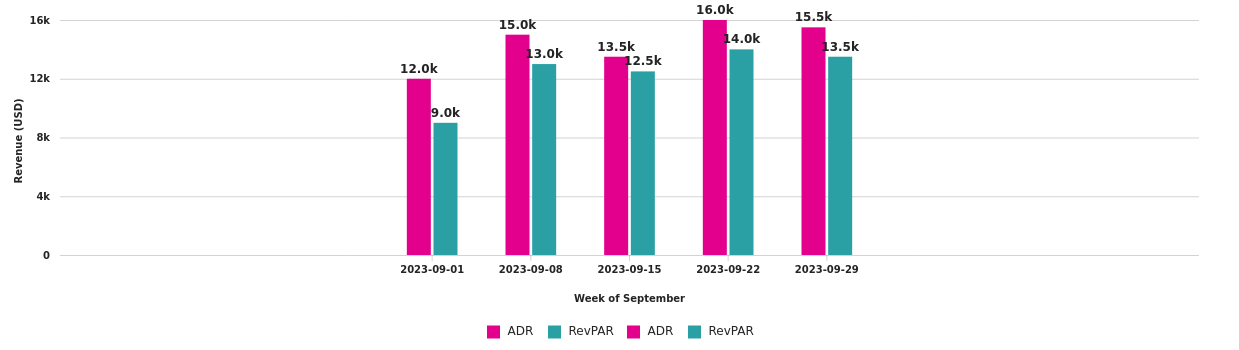 16k
12k
8k
4k
0
Revenue (USD)
12.0k
9.0k
15.0k
13.0k
13.5k
12.5k
16.0k
14.0k
15.5k
13.5k
2023-09-01 2023-09-08 2023-09-15 2023-09-22 2023-09-29
Week of September
ADR RevPAR ADR RevPAR